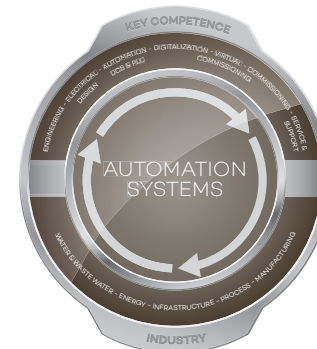 KEY COMPETENCE
ENGINEERING - ELECTRICAL - AUTOMATION - DIGITALIZATION - VIRTUAL - COMMISSIONING - SERVICE &
DESIGN DCS & PLC COMMISSIONING SUPPORT
AUTOMATION
SYSTEMS
WATER & WASTE WATER - ENERGY - INFRASTRUCTURE - PROCESS - MANUFACTURING
INDUSTRY